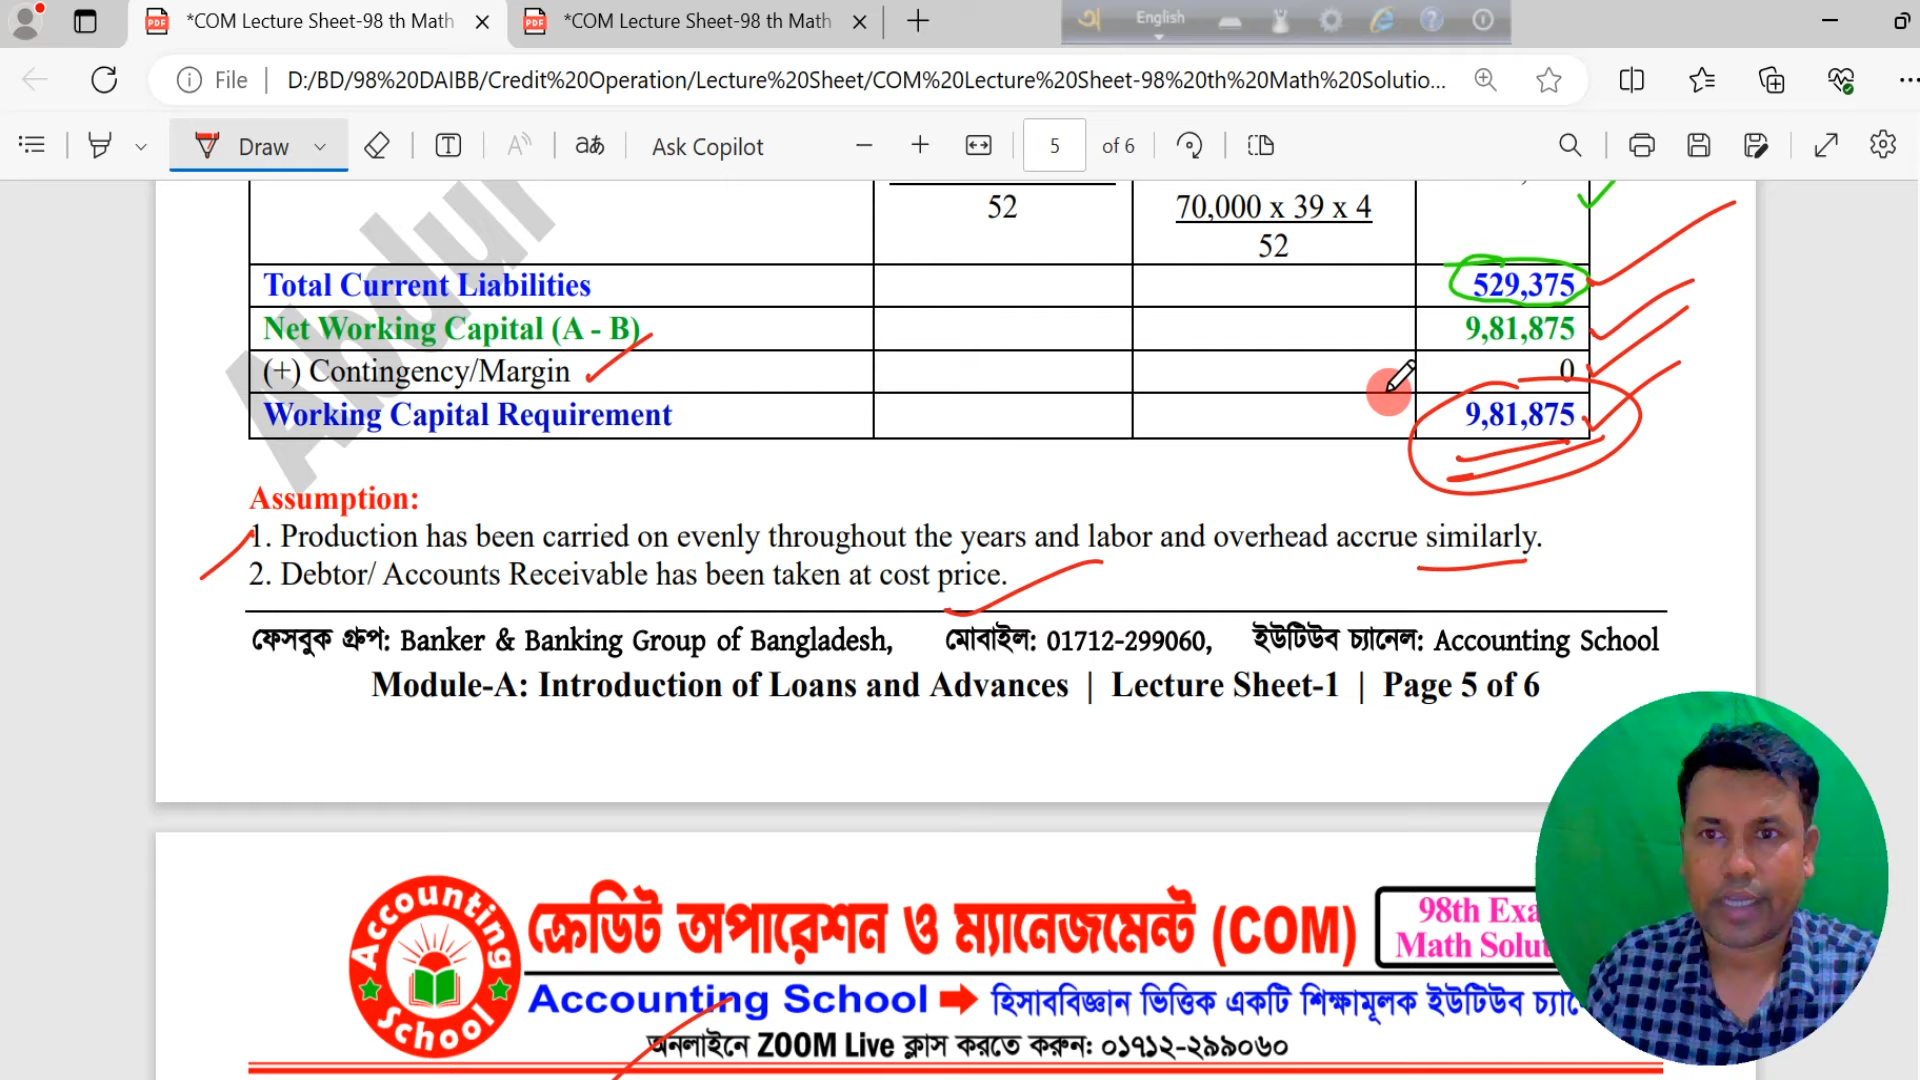 *COM Lecture Sheet-98 th Math
*COM Lecture Sheet-98 th Math
English
File
D:/BD/98%20DAIBB/Credit%20Operation/Lecture%20Sheet/COM%20Lecture%20Sheet-98%20th%20Math%20Solutio...
Draw
Ask Copilot
5 of 6
52
70,000 x 39 x 4
52
Total Current Liabilities 529,375
Net Working Capital (A - B) 9,81,875
(+) Contingency/Margin 0
Working Capital Requirement 9,81,875
Abdur
Assumption:
1. Production has been carried on evenly throughout the years and labor and overhead accrue similarly.
2. Debtor/ Accounts Receivable has been taken at cost price.
ফেসবুক গ্রুপ: Banker & Banking Group of Bangladesh, মোবাইল: 01712-299060, ইউটিউব চ্যানেল: Accounting School
Module-A: Introduction of Loans and Advances | Lecture Sheet-1 | Page 5 of 6
Accounting School
ক্রেডিট অপারেশন ও ম্যানেজমেন্ট (COM)
98th Exa
Math Solut
Accounting School ➡ হিসাববিজ্ঞান ভিত্তিক একটি শিক্ষামূলক ইউটিউব চ্যানে
অনলাইনে ZOOM Live ক্লাস করতে করুন: ০১৭১২-২৯৯০৬০